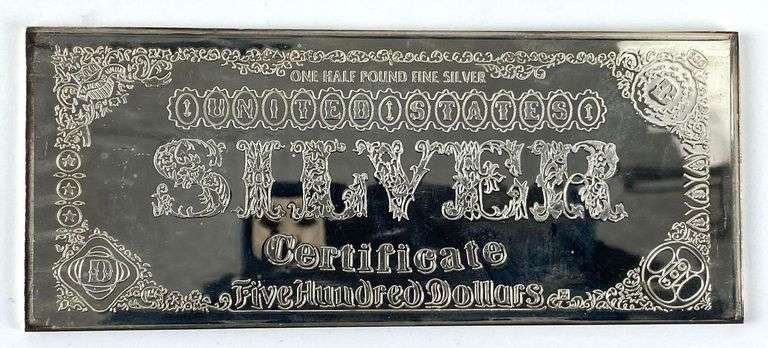 ONE HALF POUND FINE SILVER
UNITED STATES
SILVER
Certificate
Five Hundred Dollars
D